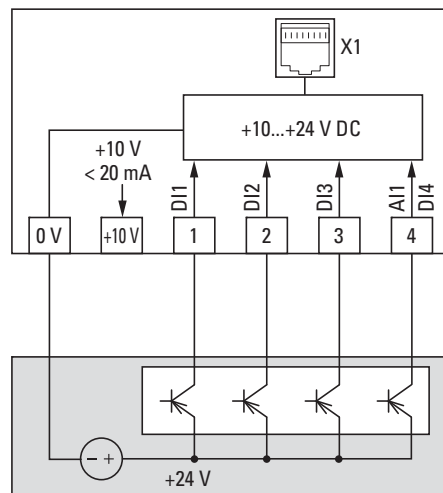 X1
+10...+24 V DC
+10 V
< 20 mA
DI1
DI2
DI3
AI1
DI4
0 V
+10 V
1
2
3
4
- +
+24 V